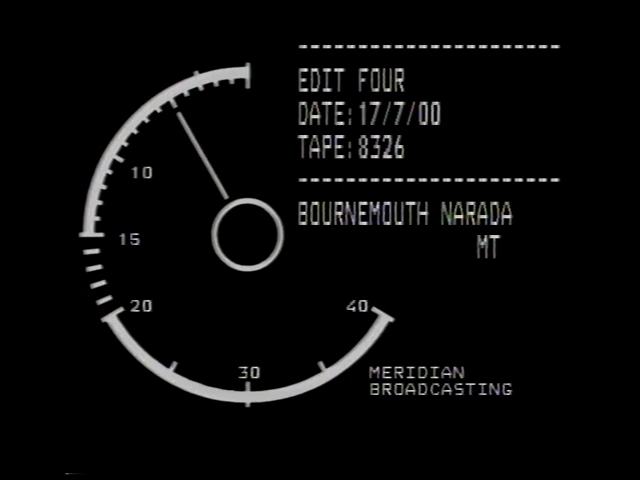 EDIT FOUR
DATE:17/7/00
TAPE:8326
BOURNEMOUTH NARADA
MT
10
15
20
40
30
MERIDIAN
BROADCASTING